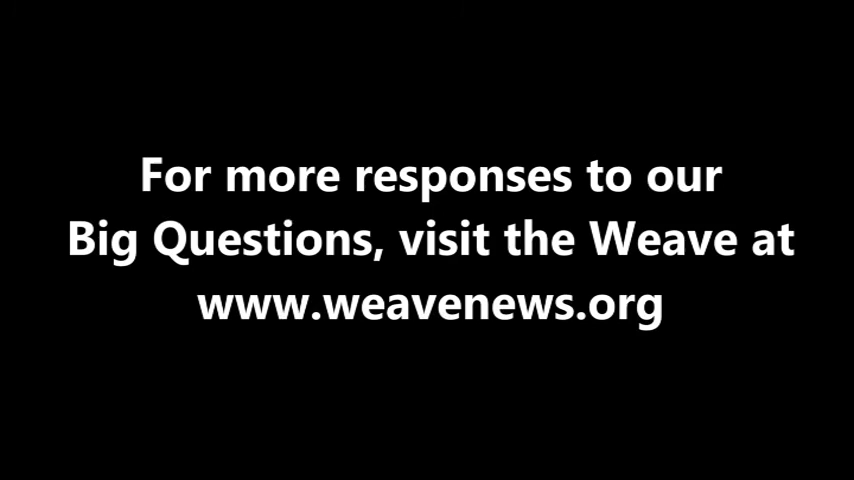 For more responses to our
Big Questions, visit the Weave at
www.weavenews.org